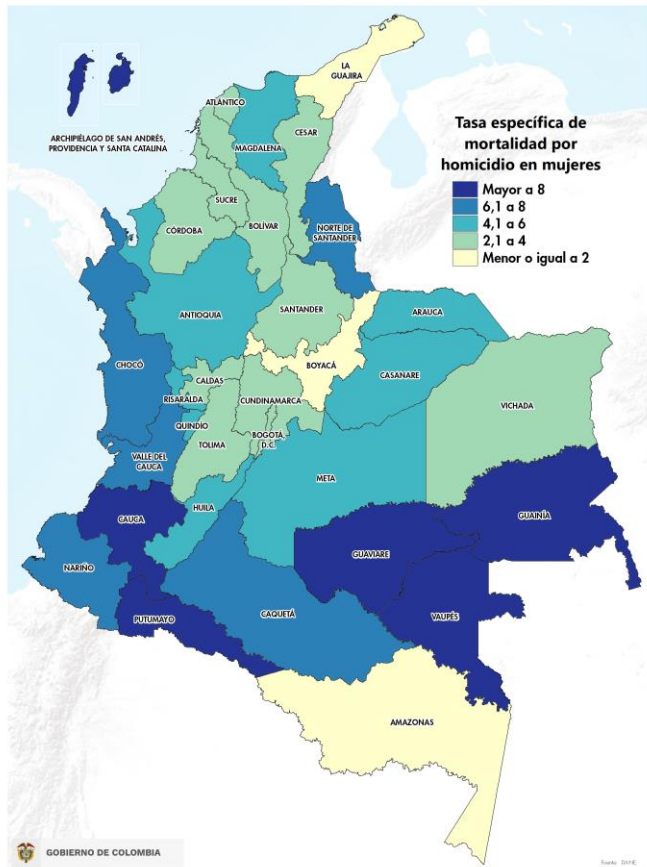 LA
GUAJIRA
ATLÁNTICO
MAGDALENA
CESAR
ARCHIPIÉLAGO DE SAN ANDRÉS,
PROVIDENCIA Y SANTA CATALINA
Tasa específica de
mortalidad por
homicidio en mujeres
Mayor a 8
6,1 a 8
4,1 a 6
2,1 a 4
Menor o igual a 2
SUCRE
CÓRDOBA
BOLÍVAR
NORTE DE
SANTANDER
ANTIOQUIA
SANTANDER
ARAUCA
CHOCÓ
BOYACÁ
CASANARE
CALDAS
RISARALDA
CUNDINAMARCA
VICHADA
QUINDÍO
TOLIMA
BOGOTÁ,
D.C.
VALLE DEL
CAUCA
META
HUILA
CAUCA
GUAINÍA
GUAVIARE
NARIÑO
CAQUETÁ
VAUPÉS
PUTUMAYO
AMAZONAS
GOBIERNO DE COLOMBIA
Fuente: DANE